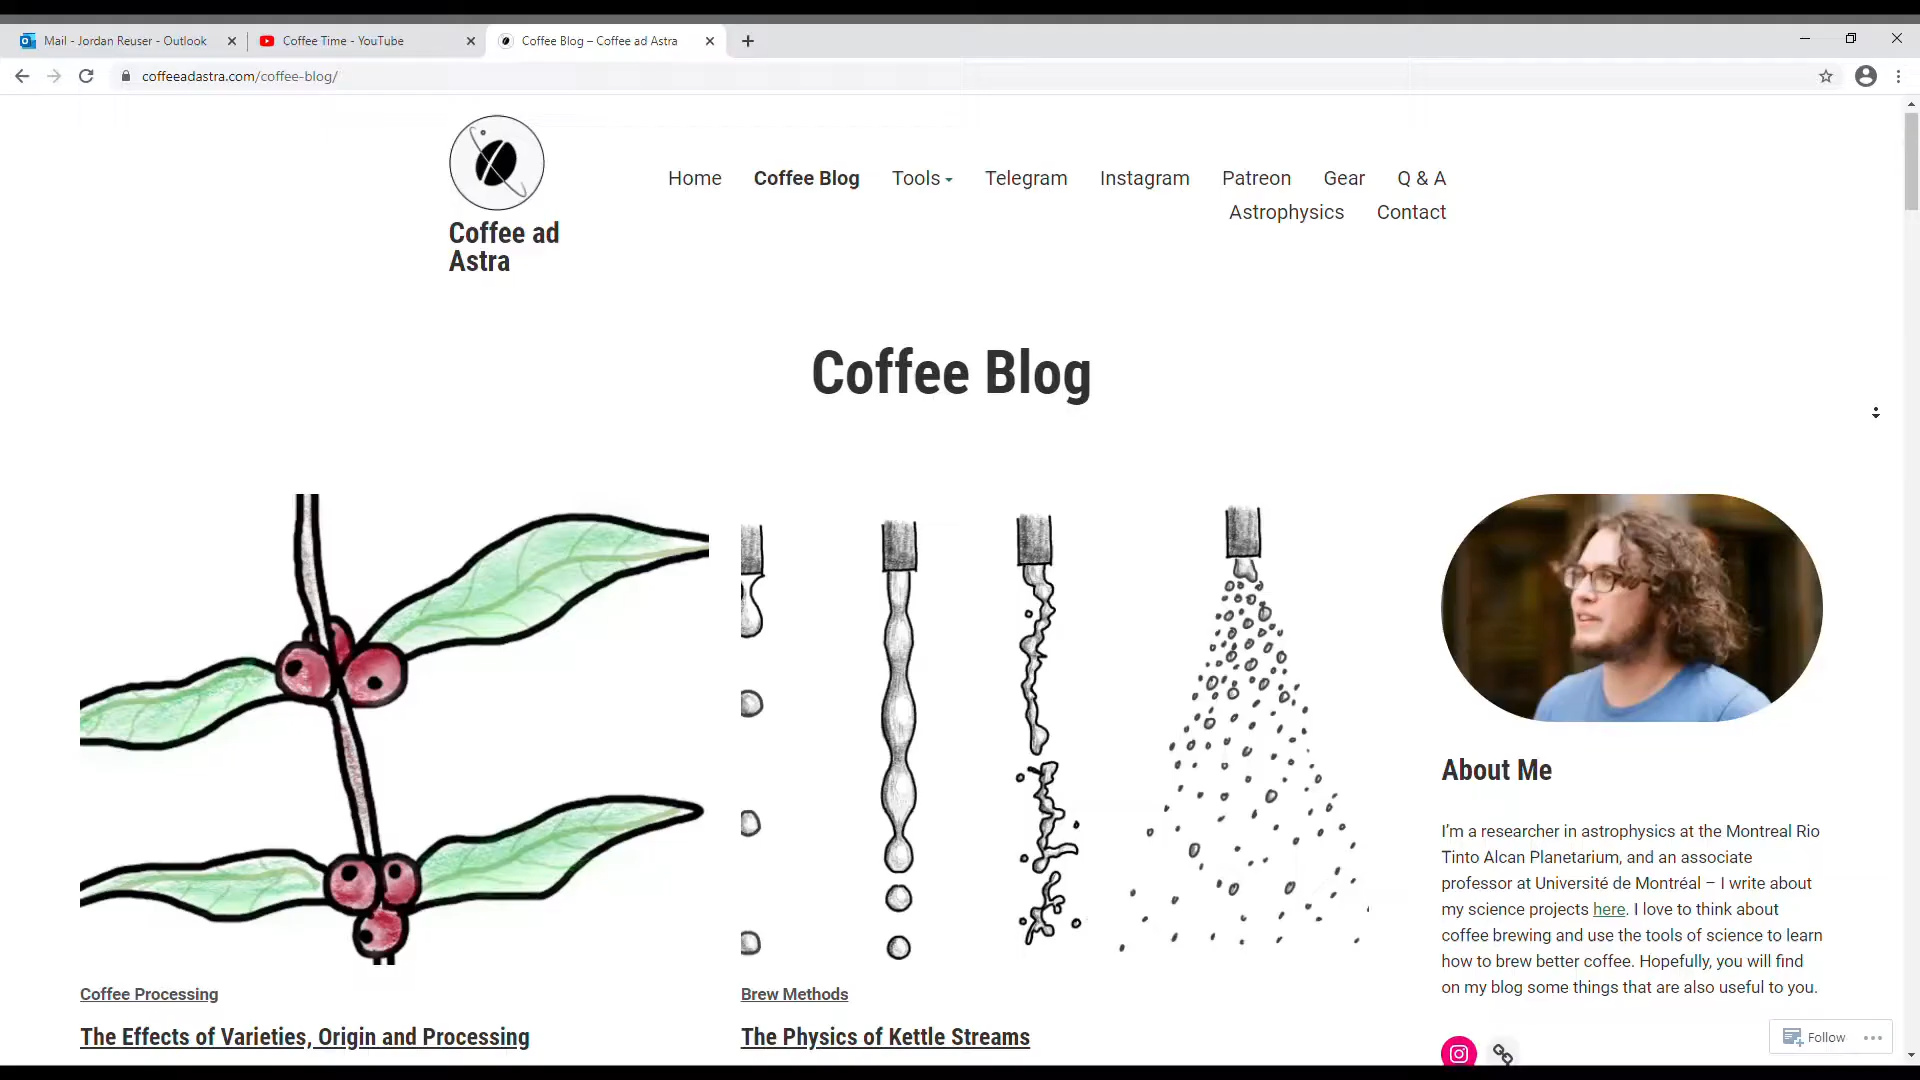 Mail - Jordan Reuser - Outlook
Coffee Time - YouTube
Coffee Blog – Coffee ad Astra
coffeeadastra.com/coffee-blog/
Coffee ad
Astra
Home
Coffee Blog
Tools
Telegram
Instagram
Patreon
Gear
Q & A
Astrophysics
Contact
Coffee Blog
Coffee Processing
The Effects of Varieties, Origin and Processing
Brew Methods
The Physics of Kettle Streams
About Me
I'm a researcher in astrophysics at the Montreal Rio
Tinto Alcan Planetarium, and an associate
professor at Université de Montréal – I write about
my science projects here. I love to think about
coffee brewing and use the tools of science to learn
how to brew better coffee. Hopefully, you will find
on my blog some things that are also useful to you.
Follow